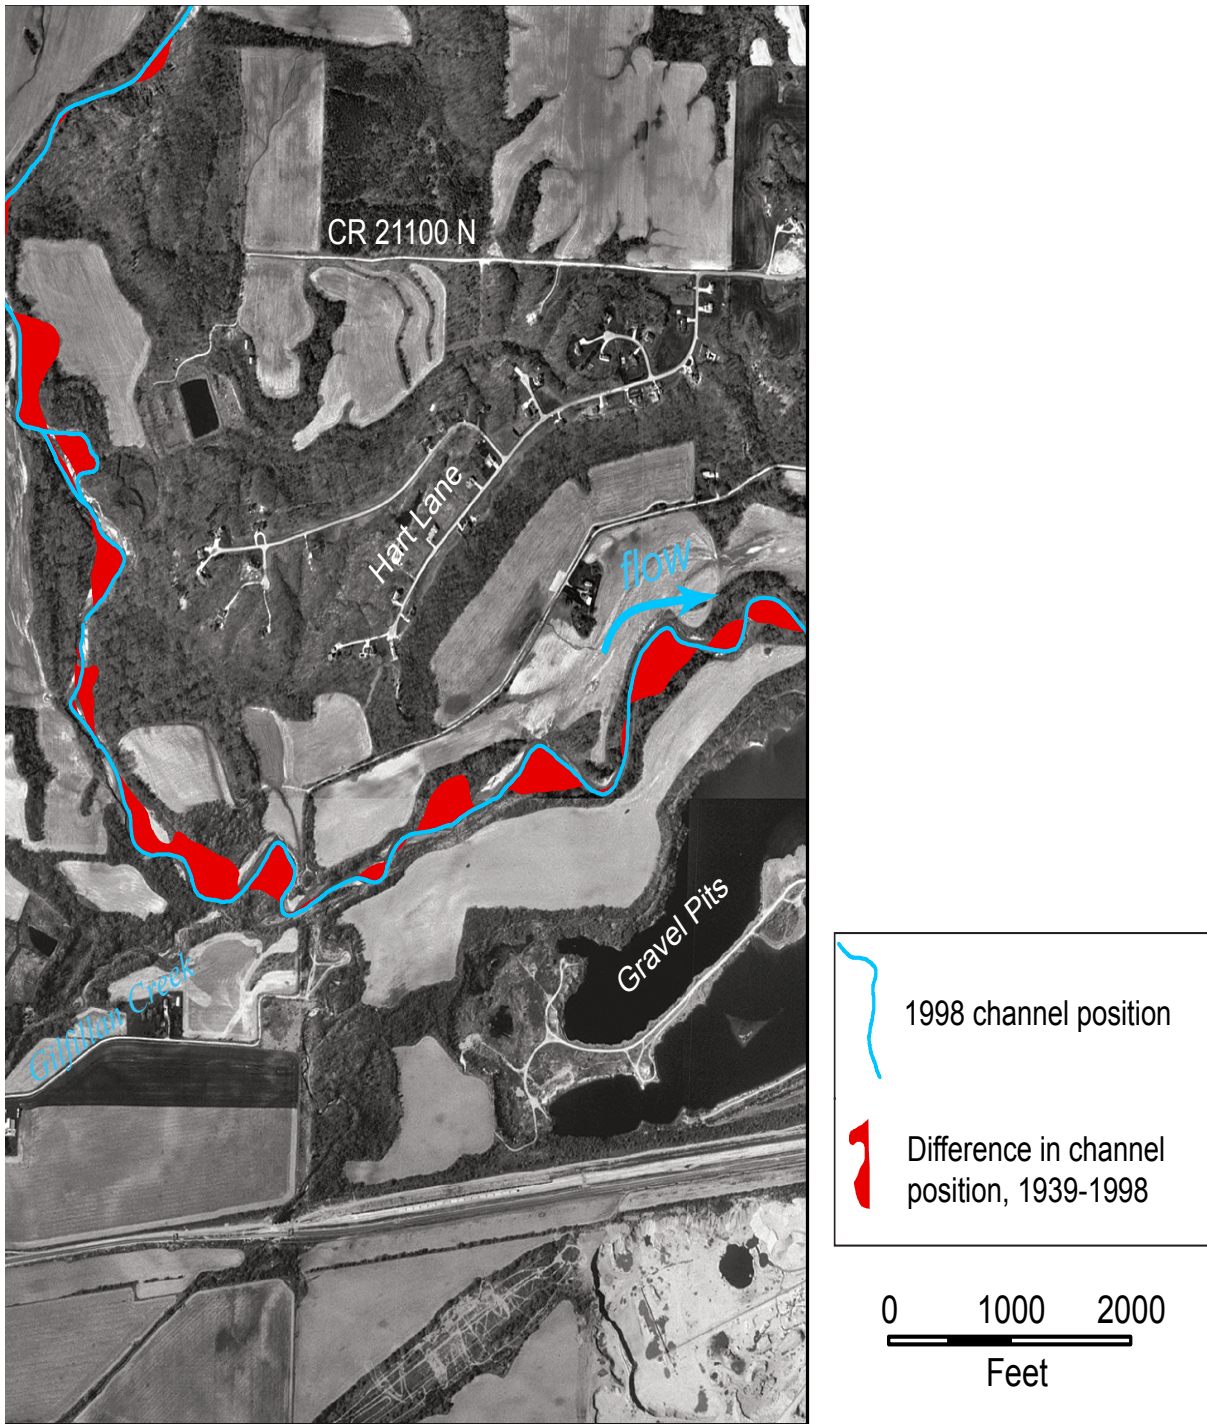 CR 21100 N
Hart Lane
flow
Gravel Pits
Gilfillan Creek
1998 channel position
Difference in channel
position, 1939-1998
0 1000 2000
Feet